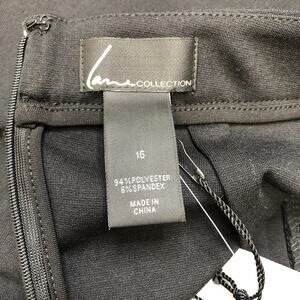 Lane COLLECTION
16
94%POLYESTER
6%SPANDEX
MADE IN
CHINA